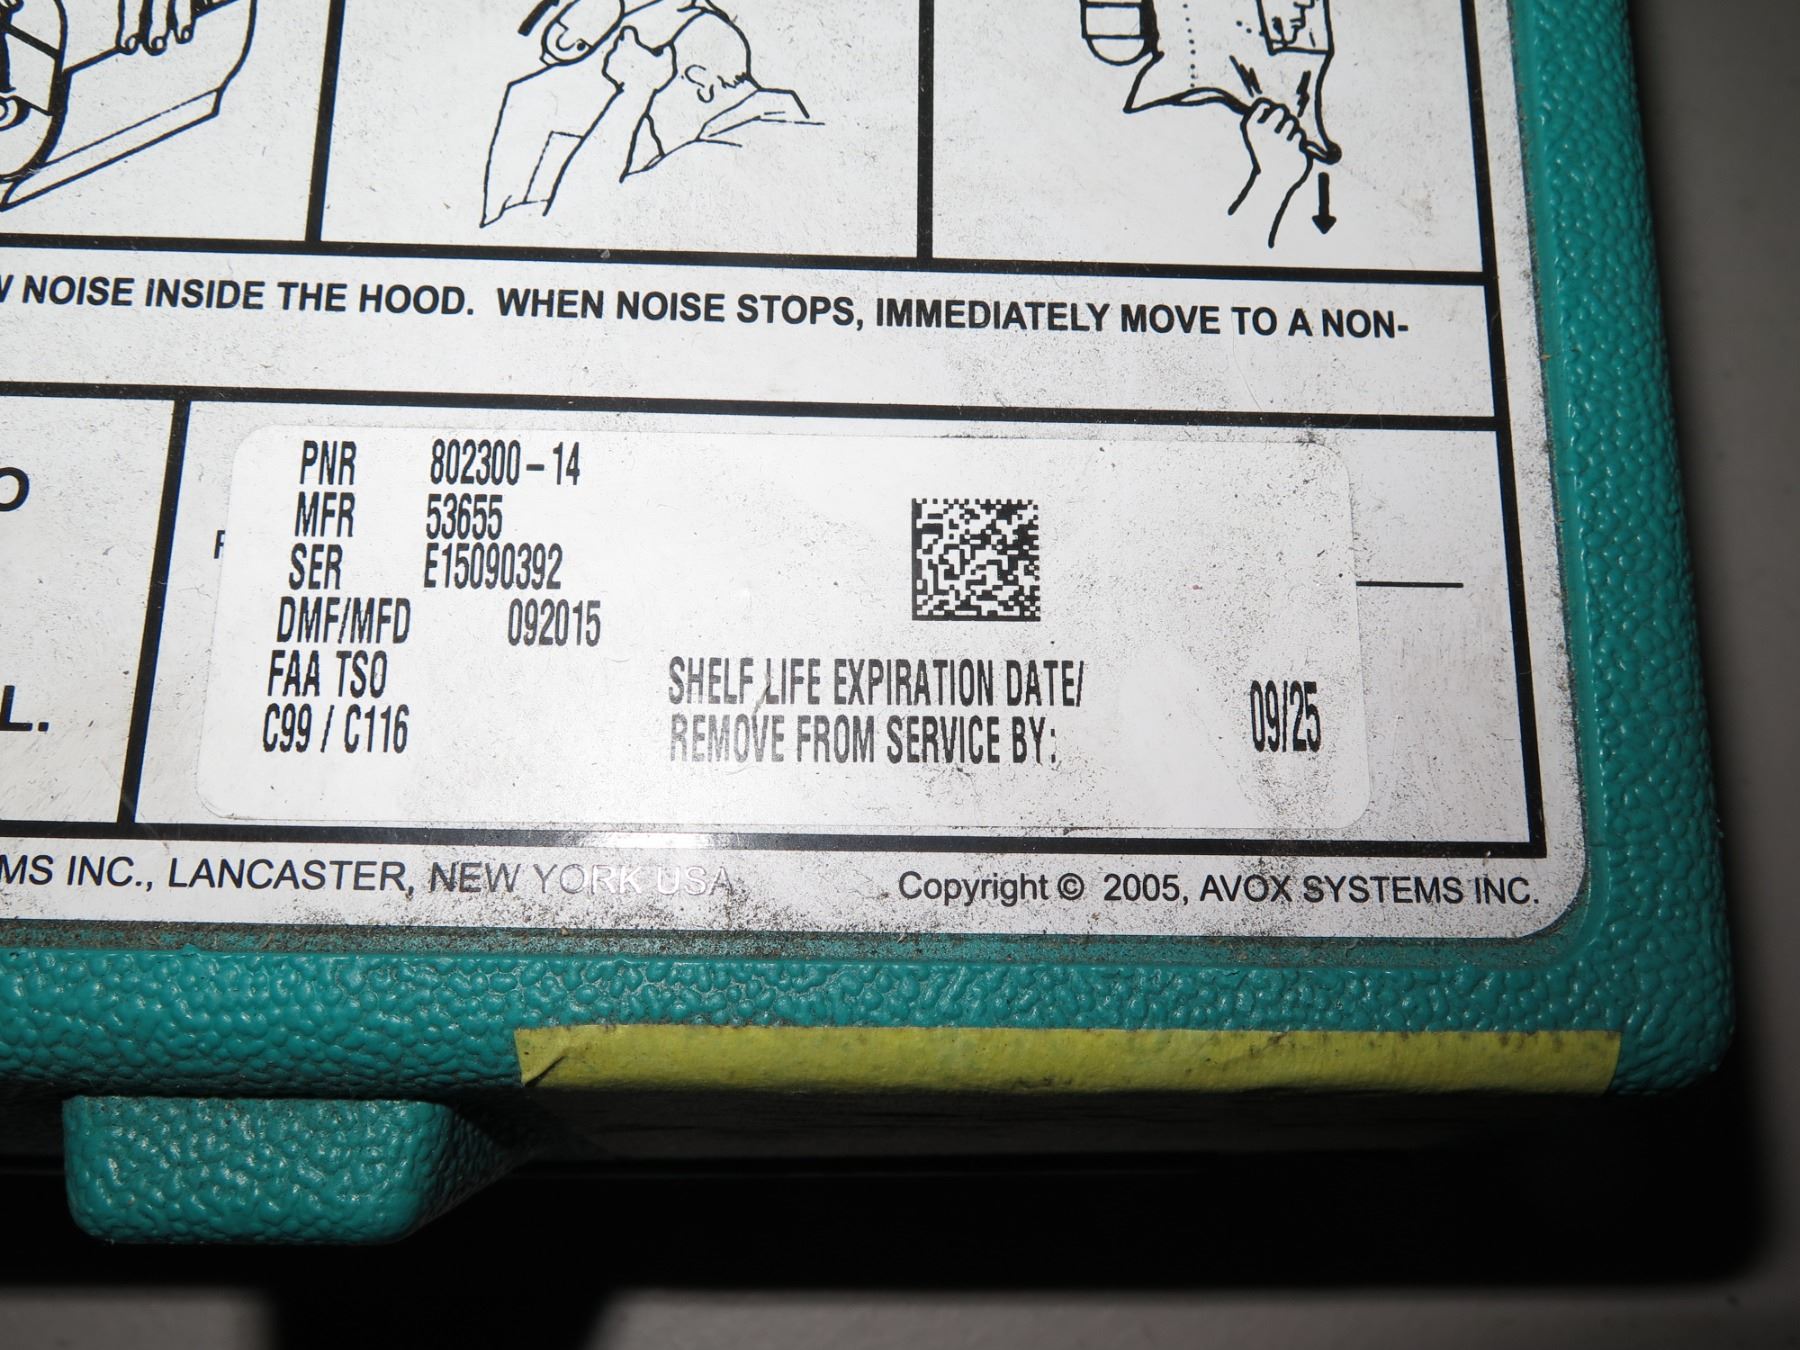 NOISE INSIDE THE HOOD. WHEN NOISE STOPS, IMMEDIATELY MOVE TO A NON-
O
L.
PNR 802300-14
MFR 53655
SER E15090392
DMF/MFD 092015
FAA TSO
C99 / C116
SHELF LIFE EXPIRATION DATE/
REMOVE FROM SERVICE BY: 09/25
MS INC., LANCASTER, NEW YORK USA
Copyright © 2005, AVOX SYSTEMS INC.